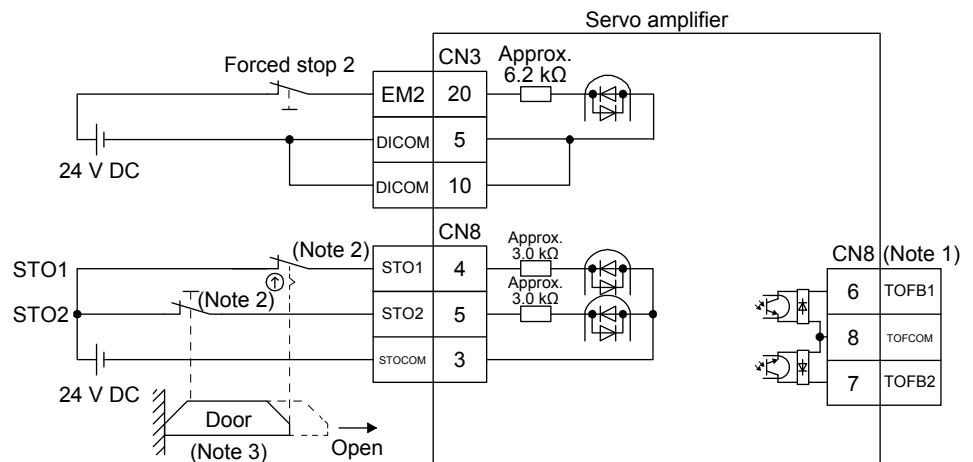 Servo amplifier
Forced stop 2
CN3
Approx.
6.2 kΩ
EM2 20
DICOM 5
DICOM 10
24 V DC
CN8
STO1
(Note 2)
STO1 4
Approx.
3.0 kΩ
STO2
(Note 2)
STO2 5
Approx.
3.0 kΩ
STOCOM 3
24 V DC
Door
(Note 3)
Open
CN8 (Note 1)
6 TOFB1
8 TOFCOM
7 TOFB2